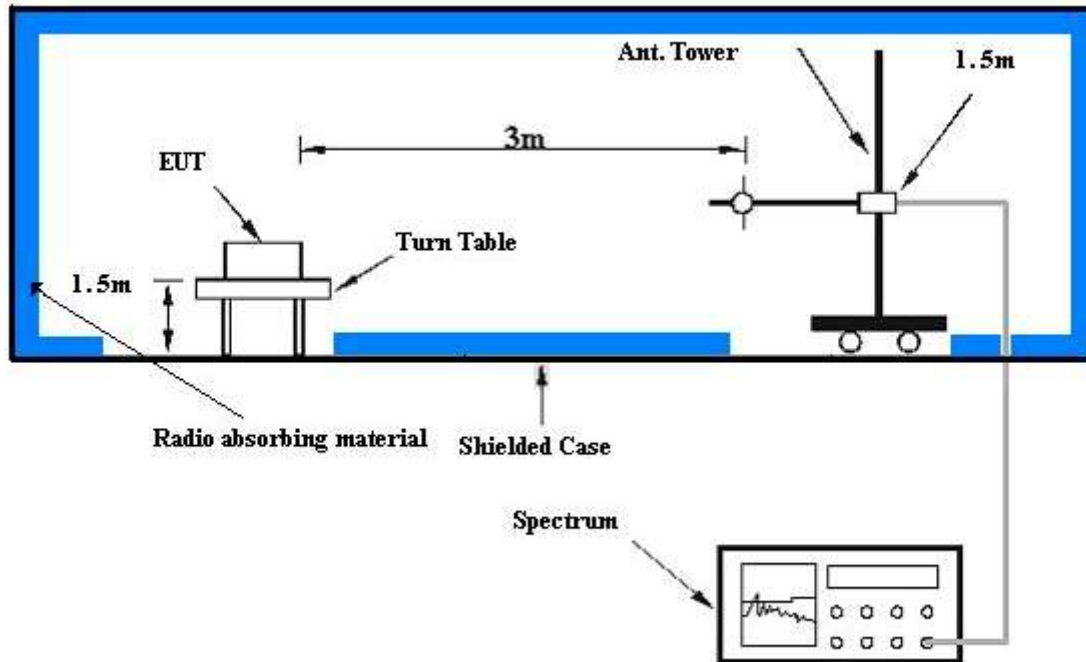 Ant. Tower
1.5m
3m
EUT
Turn Table
1.5m
Radio absorbing material
Shielded Case
Spectrum